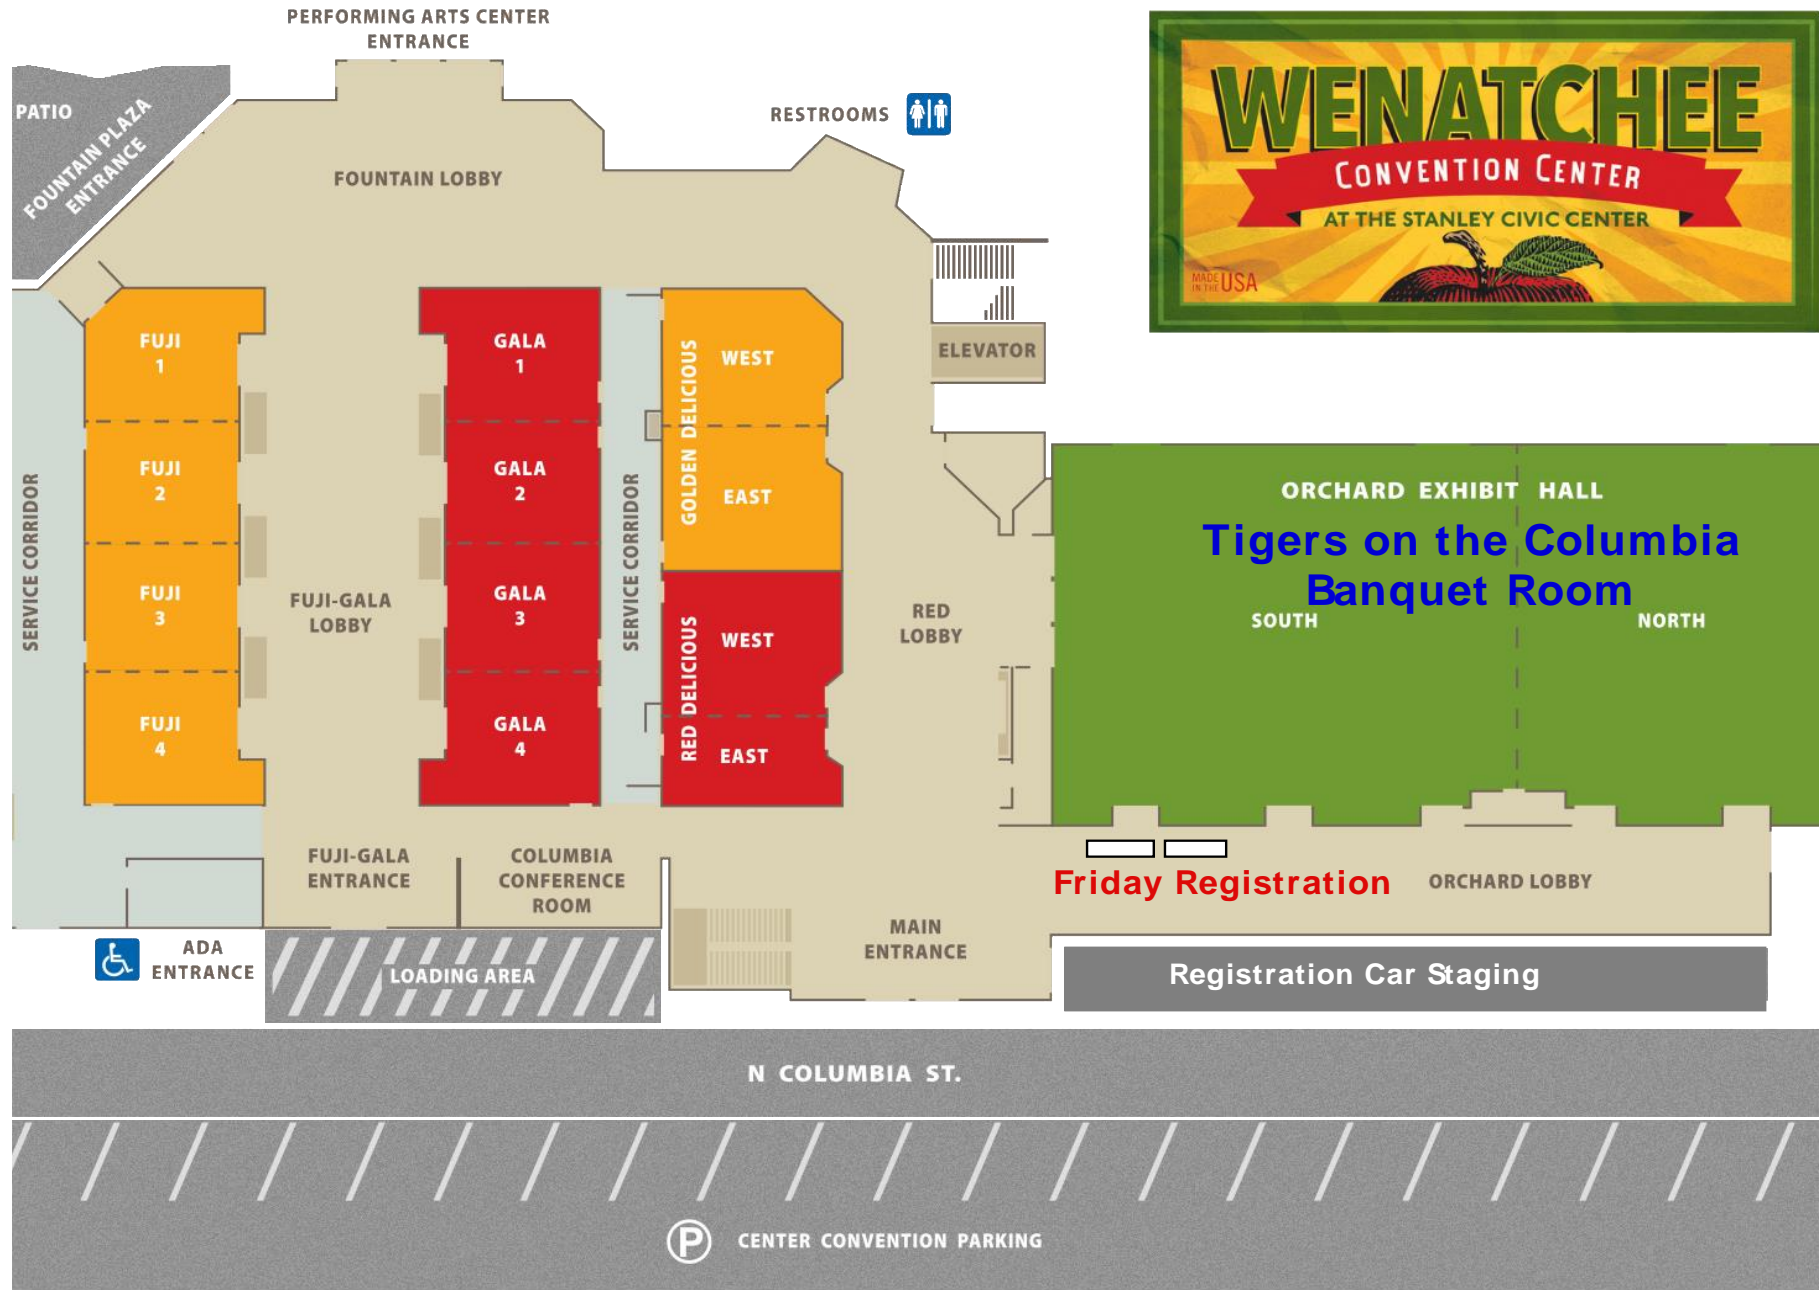 PERFORMING ARTS CENTER
ENTRANCE
PATIO
FOUNTAIN PLAZA
ENTRANCE
RESTROOMS
WENATCHEE
CONVENTION CENTER
AT THE STANLEY CIVIC CENTER
MADE
IN THE
USA
FOUNTAIN LOBBY
ELEVATOR
FUJI
1
FUJI
2
FUJI
3
FUJI
4
SERVICE CORRIDOR
FUJI-GALA
LOBBY
GALA
1
GALA
2
GALA
3
GALA
4
SERVICE CORRIDOR
GOLDEN DELICIOUS
WEST
EAST
RED DELICIOUS
WEST
EAST
RED
LOBBY
ORCHARD EXHIBIT HALL
Tigers on the Columbia
Banquet Room
SOUTH
NORTH
FUJI-GALA
ENTRANCE
COLUMBIA
CONFERENCE
ROOM
Friday Registration
ORCHARD LOBBY
MAIN
ENTRANCE
ADA
ENTRANCE
LOADING AREA
Registration Car Staging
N COLUMBIA ST.
P CENTER CONVENTION PARKING